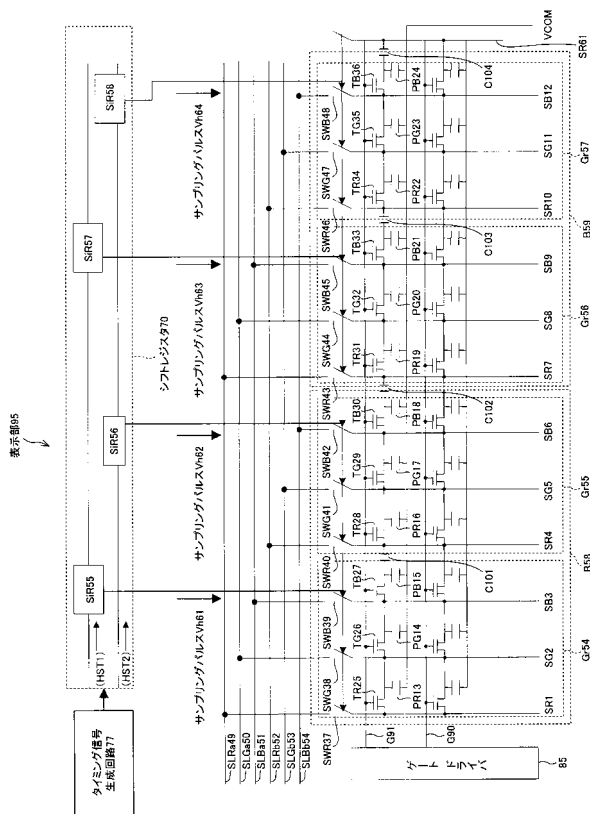 表示部95
タイミング信号
生成回路77
(HST1)
(HST2)
SiR55
SiR56
SiR57
SiR58
シフトレジスタ70
サンプリングパルスVh61
サンプリングパルスVh62
サンプリングパルスVh63
サンプリングパルスVh64
SLRa49
SLGa50
SLBa51
SLRb52
SLGb53
SLBb54
SWR37
SWG38
SWB39
SWR40
SWG41
SWB42
SWR43
SWG44
SWB45
SWR46
SWG47
SWB48
G91
TR25
TG26
TB27
TR28
TG29
TB30
TR31
TG32
TB33
TR34
TG35
TB36
VCOM
G90
PR13
PG14
PB15
PR16
PG17
PB18
PR19
PG20
PB21
PR22
PG23
PB24
C101
C102
C103
C104
SR61
ゲート ドライバ
85
SR1
SG2
SB3
SR4
SG5
SB6
SR7
SG8
SB9
SR10
SG11
SB12
Gr54
Gr55
Gr56
Gr57
B58
B59